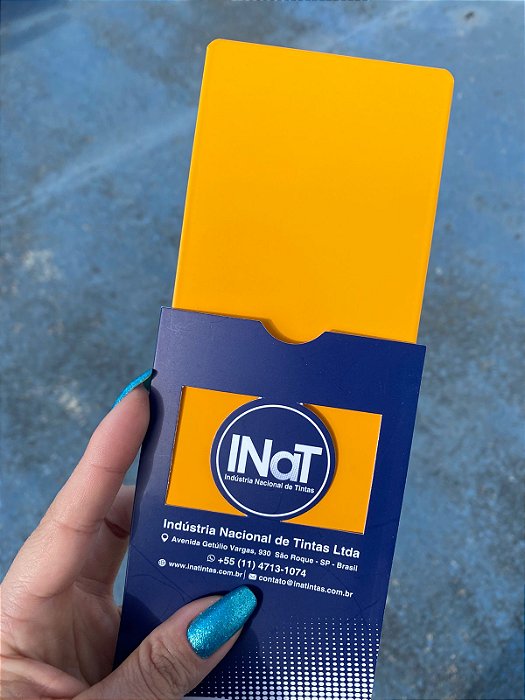 INaT
Indústria Nacional de Tintas
Indústria Nacional de Tintas Ltda
Avenida Getúlio Vargas, 930 São Roque - SP - Brasil
+55 (11) 4713-1074
www.inatintas.com.br | contato@inatintas.com.br